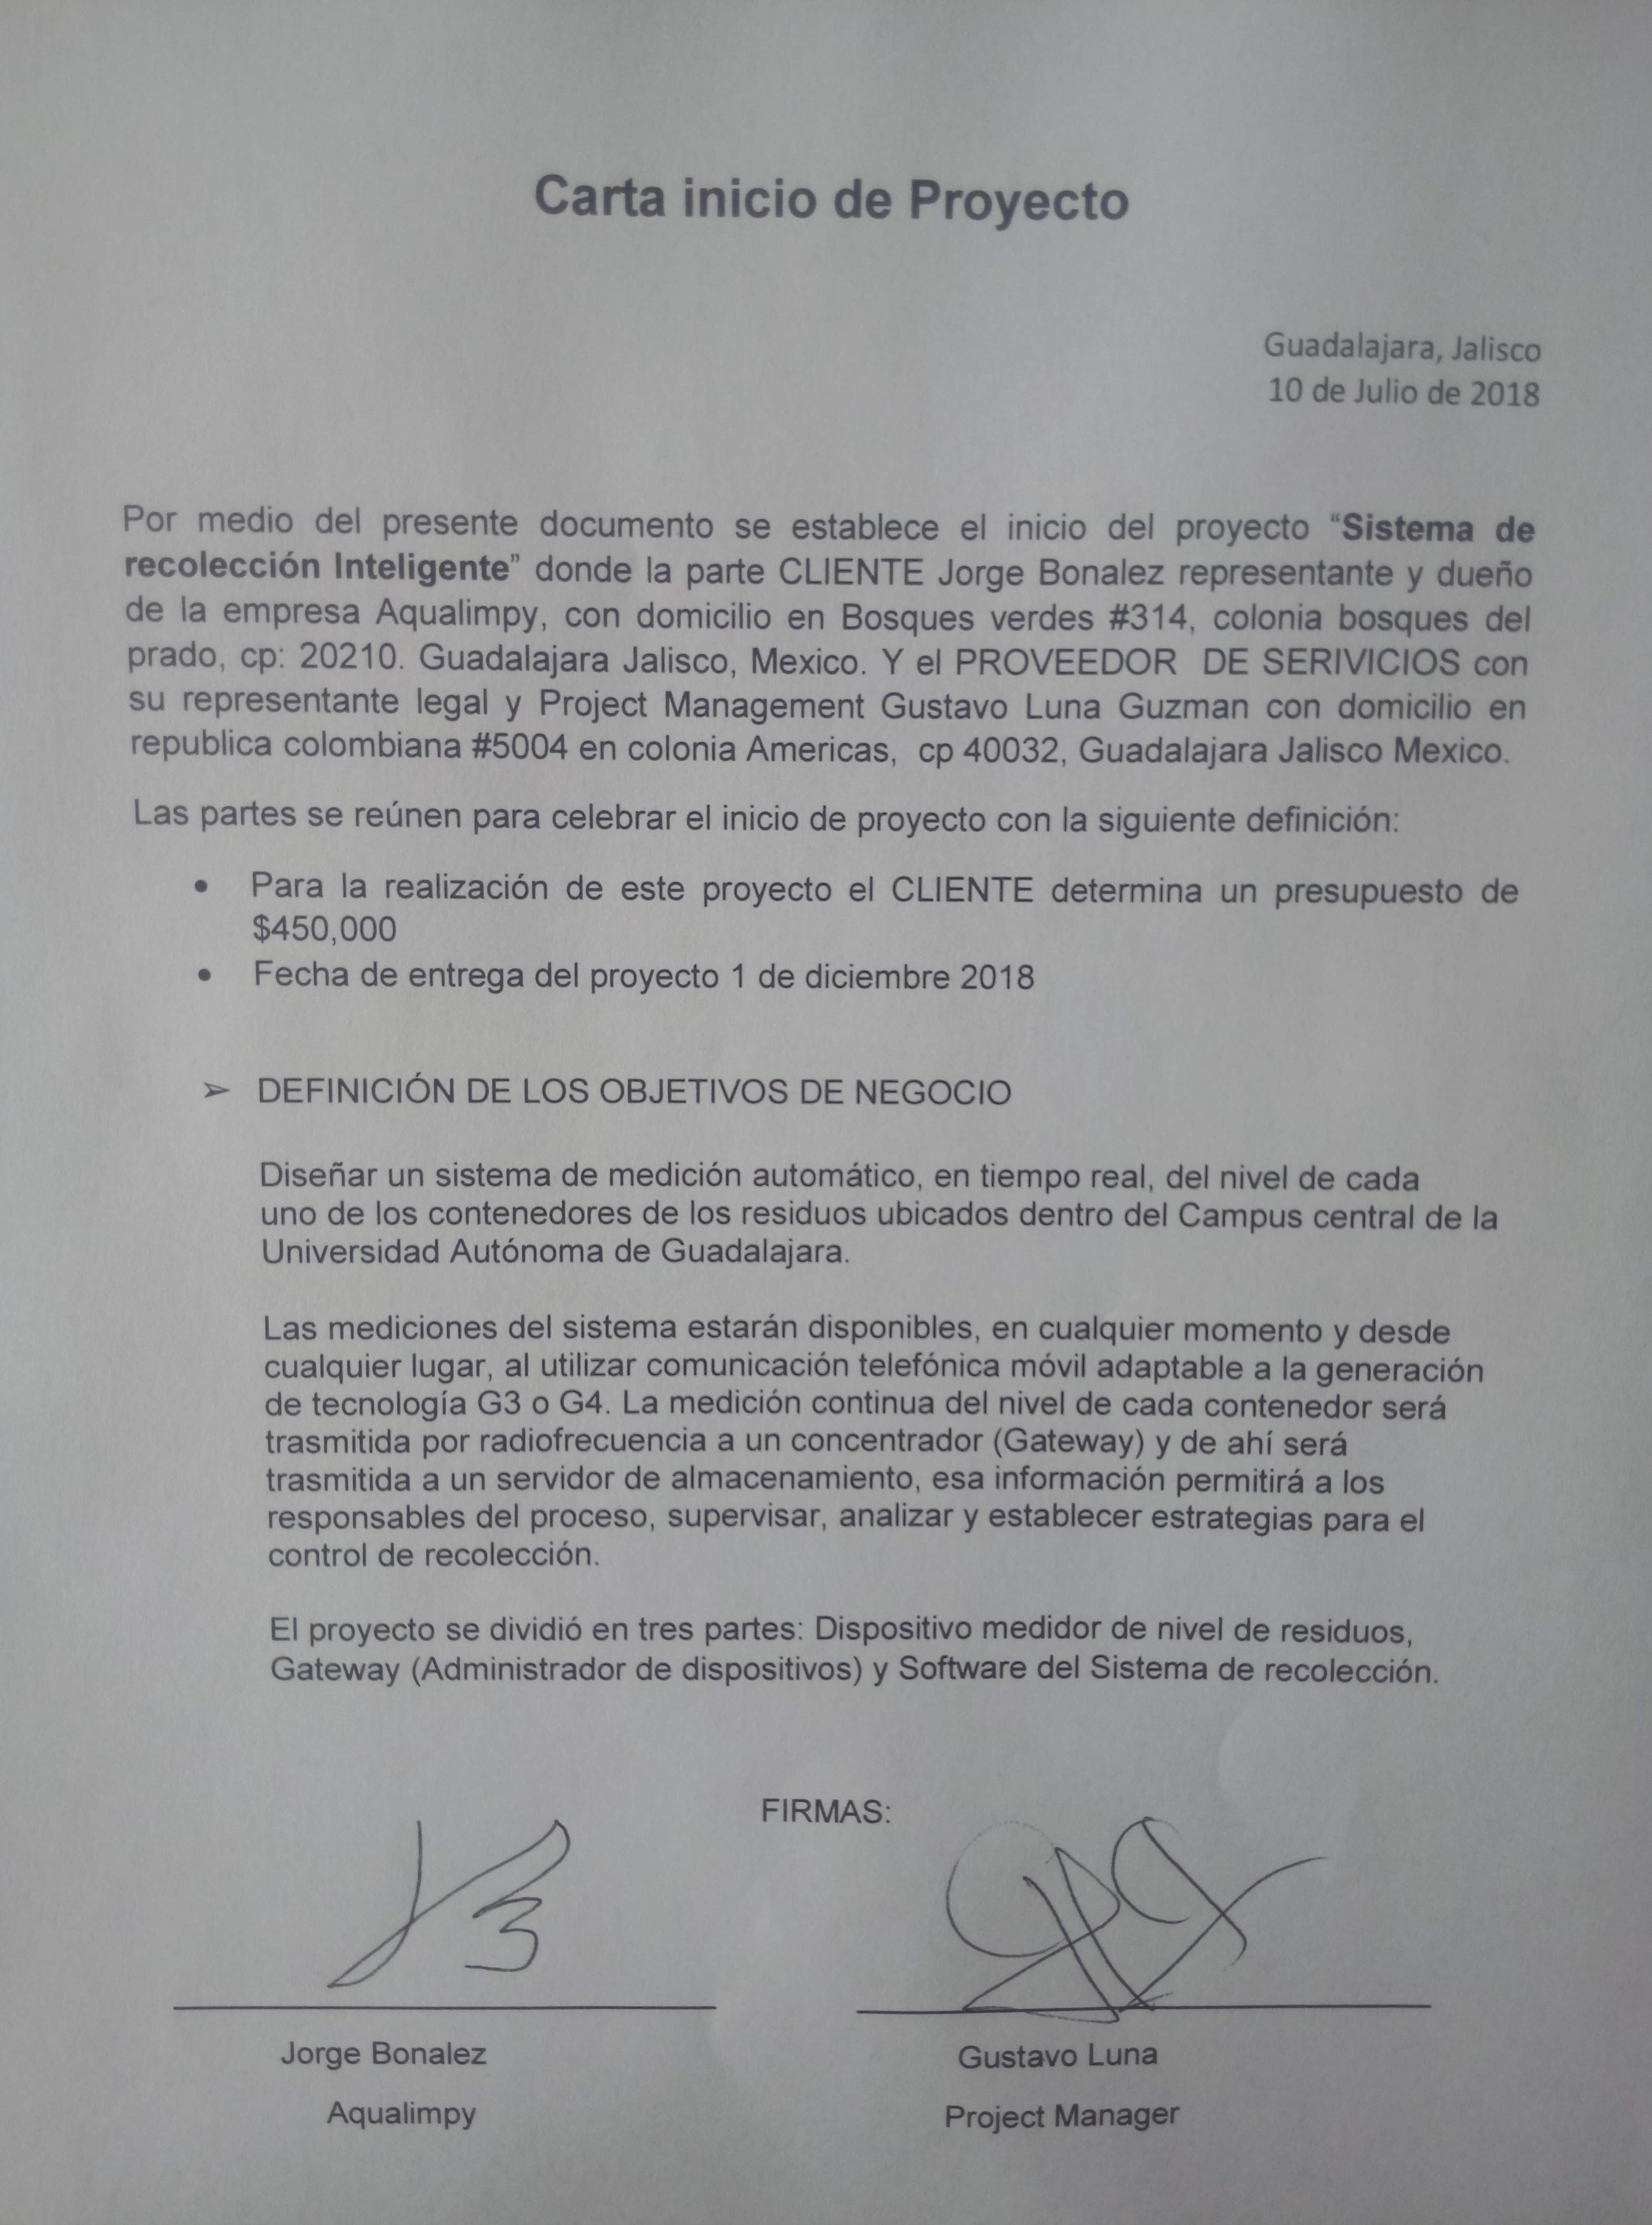 Carta inicio de Proyecto
Guadalajara, Jalisco
10 de Julio de 2018
Por medio del presente documento se establece el inicio del proyecto “Sistema de
recolección Inteligente” donde la parte CLIENTE Jorge Bonalez representante y dueño
de la empresa Aqualimpy, con domicilio en Bosques verdes #314, colonia bosques del
prado, cp: 20210. Guadalajara Jalisco, Mexico. Y el PROVEEDOR DE SERIVICIOS con
su representante legal y Project Management Gustavo Luna Guzman con domicilio en
republica colombiana #5004 en colonia Americas, cp 40032, Guadalajara Jalisco Mexico.
Las partes se reúnen para celebrar el inicio de proyecto con la siguiente definición:
• Para la realización de este proyecto el CLIENTE determina un presupuesto de
$450,000
• Fecha de entrega del proyecto 1 de diciembre 2018
➢ DEFINICIÓN DE LOS OBJETIVOS DE NEGOCIO
Diseñar un sistema de medición automático, en tiempo real, del nivel de cada
uno de los contenedores de los residuos ubicados dentro del Campus central de la
Universidad Autónoma de Guadalajara.
Las mediciones del sistema estarán disponibles, en cualquier momento y desde
cualquier lugar, al utilizar comunicación telefónica móvil adaptable a la generación
de tecnología G3 o G4. La medición continua del nivel de cada contenedor será
trasmitida por radiofrecuencia a un concentrador (Gateway) y de ahí será
trasmitida a un servidor de almacenamiento, esa información permitirá a los
responsables del proceso, supervisar, analizar y establecer estrategias para el
control de recolección.
El proyecto se dividió en tres partes: Dispositivo medidor de nivel de residuos,
Gateway (Administrador de dispositivos) y Software del Sistema de recolección.
FIRMAS:
Jorge Bonalez
Gustavo Luna
Aqualimpy
Project Manager